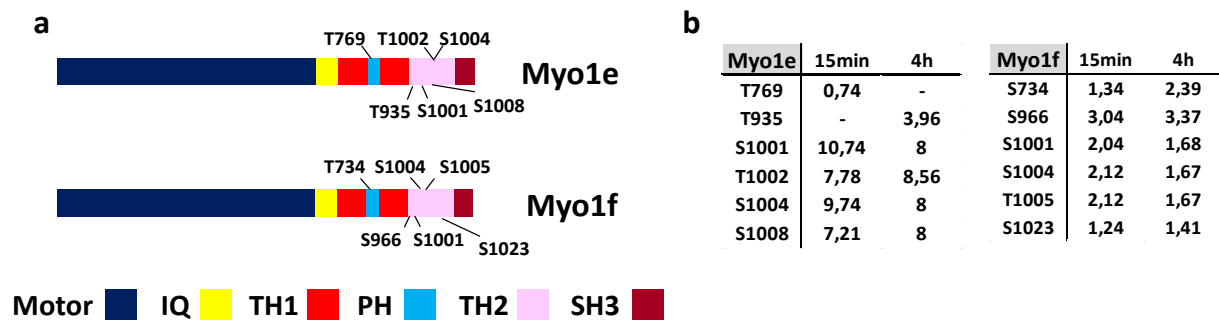 a
T769 T1002 S1004
Myo1e
T935 S1001 S1008
T734 S1004 S1005
Myo1f
S966 S1001 S1023
Motor IQ TH1 PH TH2 SH3
b
Myo1e 15min 4h
T769 0,74 -
T935 - 3,96
S1001 10,74 8
T1002 7,78 8,56
S1004 9,74 8
S1008 7,21 8
Myo1f 15min 4h
S734 1,34 2,39
S966 3,04 3,37
S1001 2,04 1,68
S1004 2,12 1,67
T1005 2,12 1,67
S1023 1,24 1,41